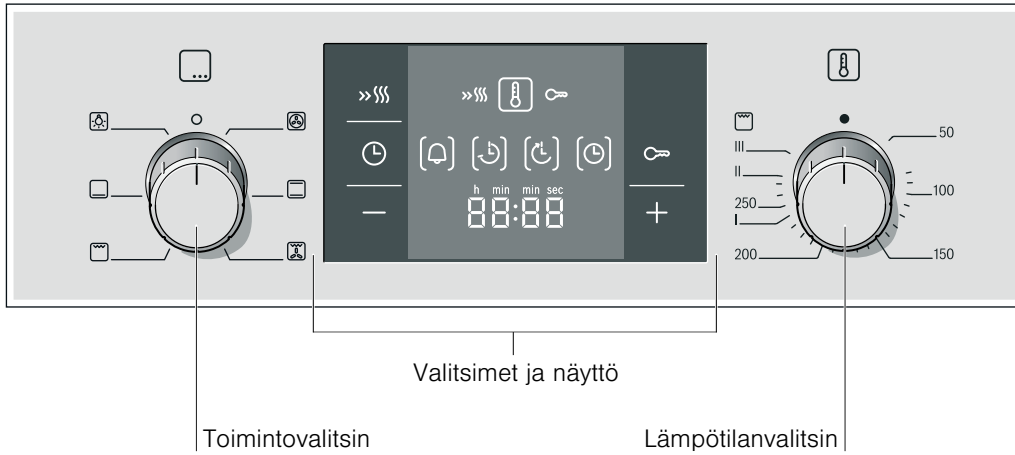 h min min sec
88:88
50
100
150
200
I
250
II
III
Valitsimet ja näyttö
Toimintovalitsin
Lämpötilanvalitsin